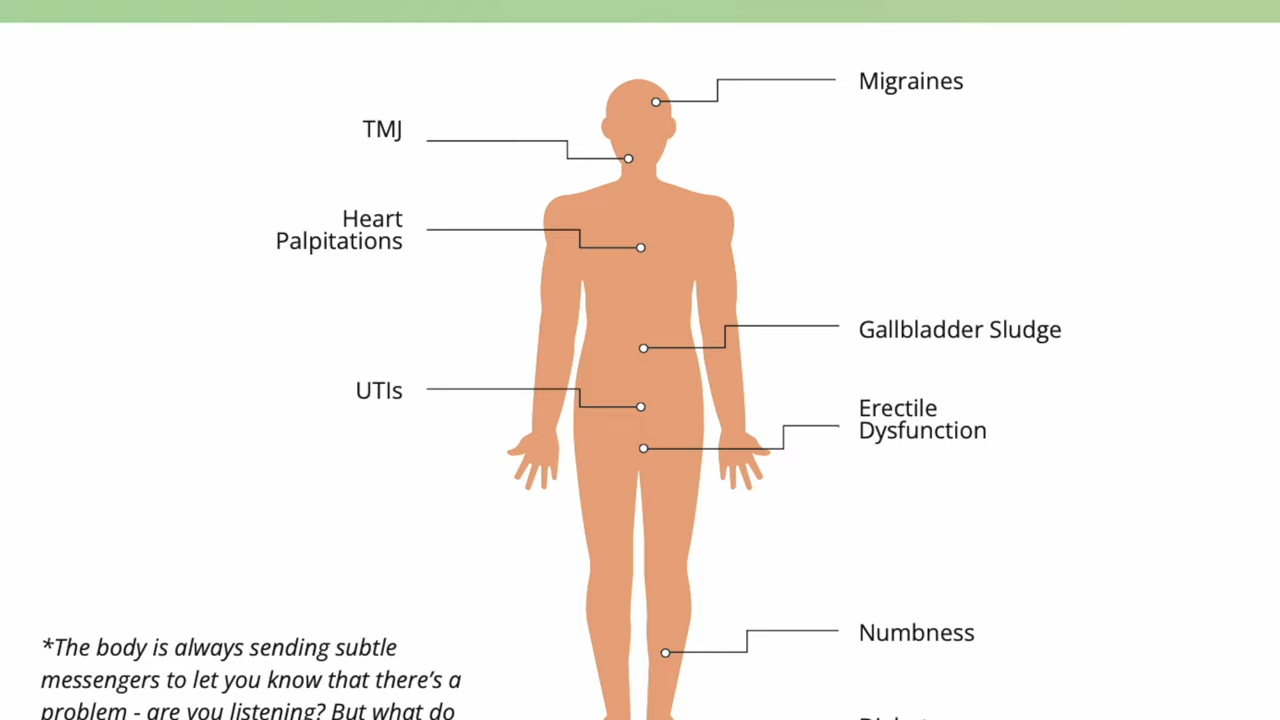 Migraines
TMJ
Heart
Palpitations
Gallbladder Sludge
UTIs
Erectile
Dysfunction
Numbness
*The body is always sending subtle
messengers to let you know that there's a
problem - are you listening? But what do